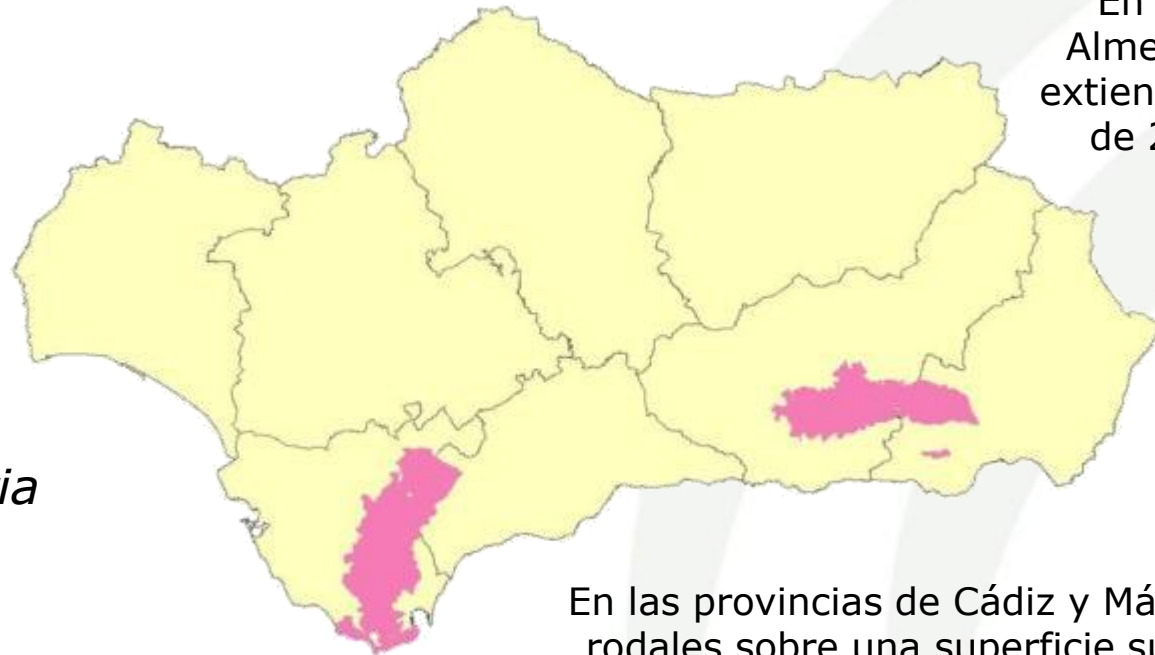 En
Alme
extien
de 2
ia
En las provincias de Cádiz y Má
rodales sobre una superficie su